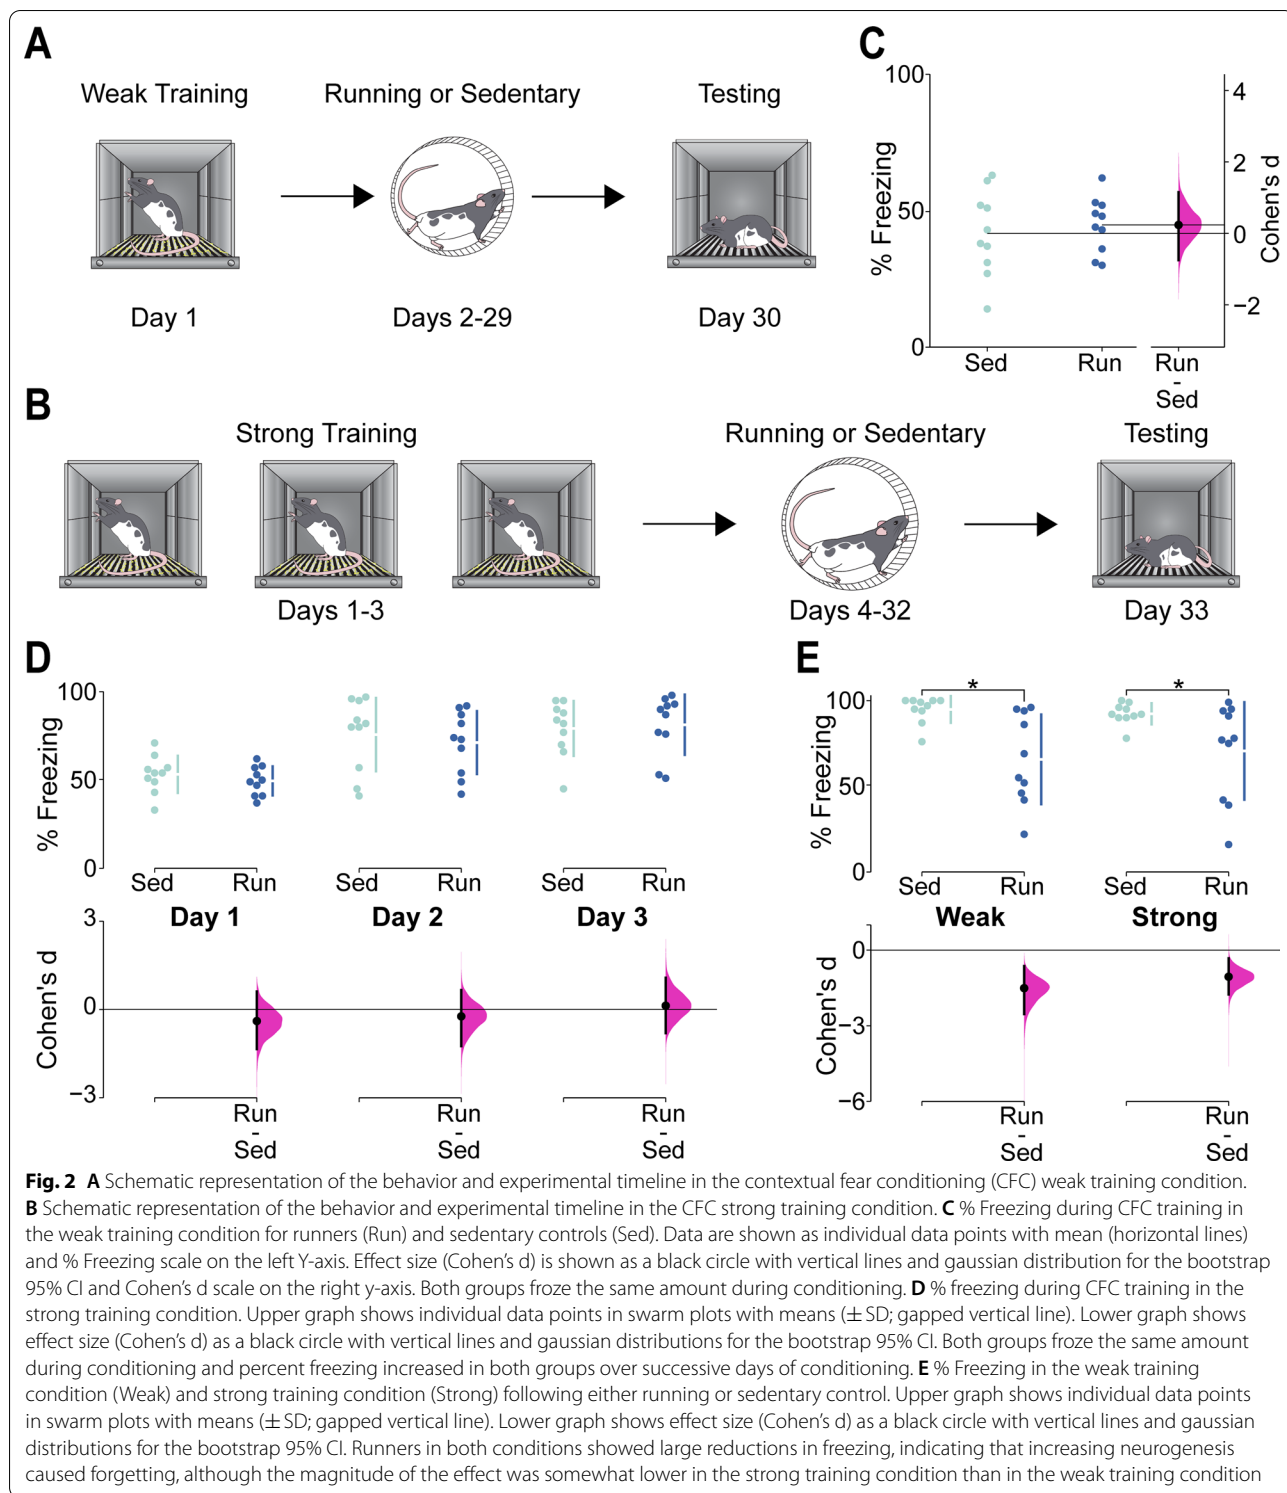 A
Weak Training
Running or Sedentary
Testing
Day 1
Days 2-29
Day 30
C
% Freezing
100
50
0
Sed
Run
Run
-
Sed
4
2
0
−2
Cohen's d
B
Strong Training
Running or Sedentary
Testing
Days 1-3
Days 4-32
Day 33
D
% Freezing
100
50
0
Sed
Run
Sed
Run
Sed
Run
Day 1
Day 2
Day 3
Cohen's d
3
0
−3
Run
-
Sed
Run
-
Sed
Run
-
Sed
E
% Freezing
100
50
0
*
*
Sed
Run
Sed
Run
Weak
Strong
Cohen's d
0
−3
−6
Run
-
Sed
Run
-
Sed
Fig. 2 A Schematic representation of the behavior and experimental timeline in the contextual fear conditioning (CFC) weak training condition.
B Schematic representation of the behavior and experimental timeline in the CFC strong training condition. C % Freezing during CFC training in
the weak training condition for runners (Run) and sedentary controls (Sed). Data are shown as individual data points with mean (horizontal lines)
and % Freezing scale on the left Y-axis. Effect size (Cohen's d) is shown as a black circle with vertical lines and gaussian distribution for the bootstrap
95% CI and Cohen's d scale on the right y-axis. Both groups froze the same amount during conditioning. D % freezing during CFC training in the
strong training condition. Upper graph shows individual data points in swarm plots with means (± SD; gapped vertical line). Lower graph shows
effect size (Cohen's d) as a black circle with vertical lines and gaussian distributions for the bootstrap 95% CI. Both groups froze the same amount
during conditioning and percent freezing increased in both groups over successive days of conditioning. E % Freezing in the weak training
condition (Weak) and strong training condition (Strong) following either running or sedentary control. Upper graph shows individual data points
in swarm plots with means (± SD; gapped vertical line). Lower graph shows effect size (Cohen's d) as a black circle with vertical lines and gaussian
distributions for the bootstrap 95% CI. Runners in both conditions showed large reductions in freezing, indicating that increasing neurogenesis
caused forgetting, although the magnitude of the effect was somewhat lower in the strong training condition than in the weak training condition